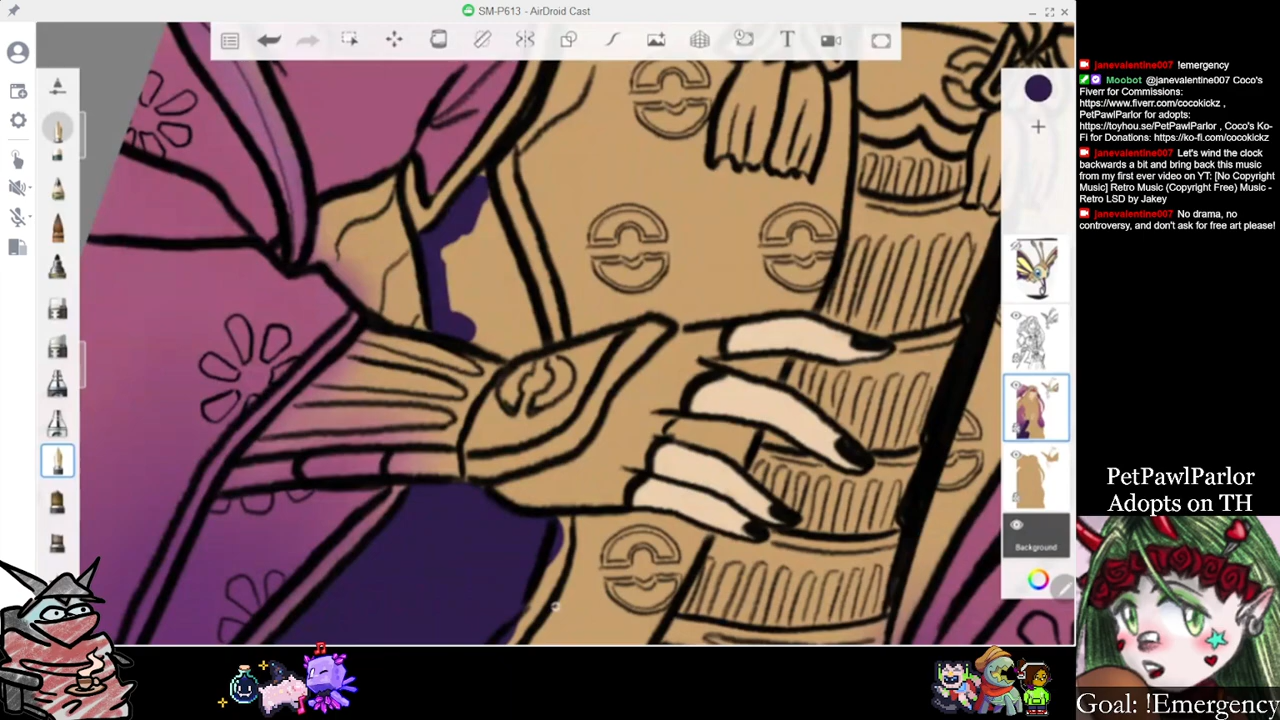 SM-P613 - AirDroid Cast
T
Background
janevalentine007 !emergency
Moobot @janevalentine007 Coco's
Fiverr for Commissions:
https://www.fiverr.com/cocokickz ,
PetPawlParlor for adopts:
https://toyhou.se/PetPawlParlor , Coco's Ko-
Fi for Donations: https://ko-fi.com/cocokickz
janevalentine007 Let's wind the clock
backwards a bit and bring back this music
from my first ever video on YT: [No Copyright
Music] Retro Music (Copyright Free) Music -
Retro LSD by Jakey
janevalentine007 No drama, no
controversy, and don't ask for free art please!
PetPawlParlor
Adopts on TH
Goal: !Emergency